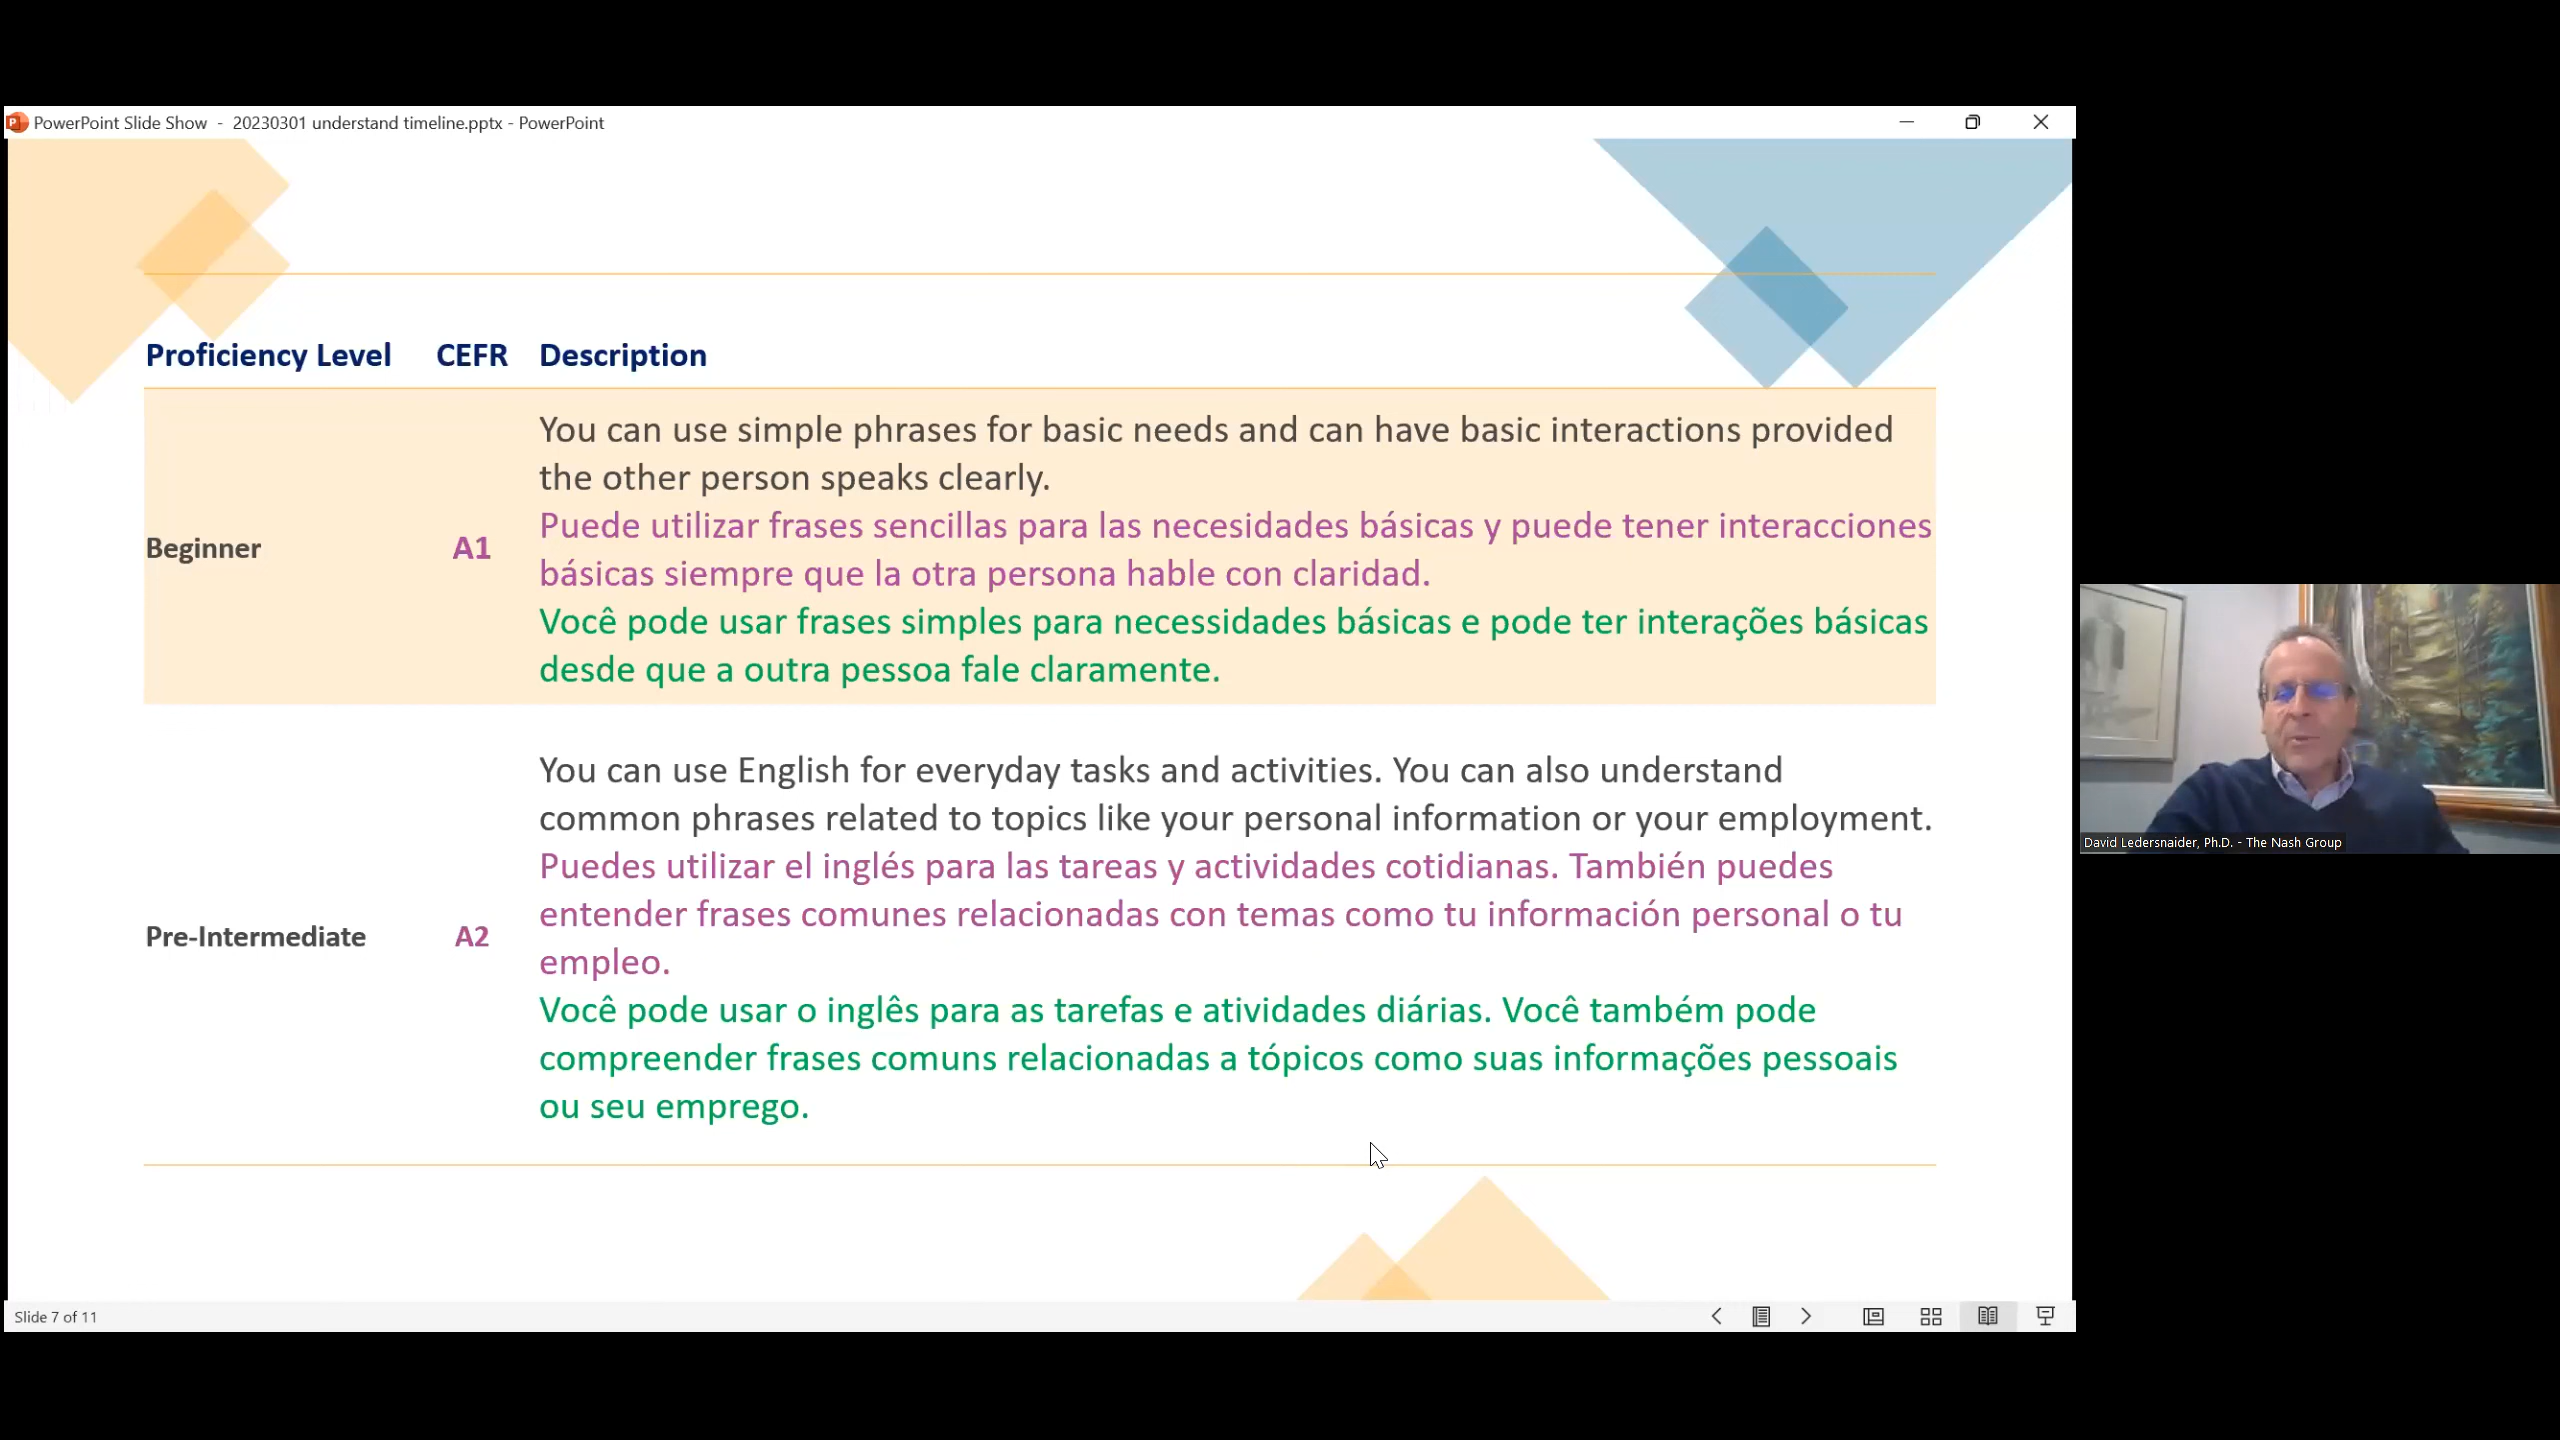 PowerPoint Slide Show - 20230301 understand timeline.pptx - PowerPoint
Proficiency Level CEFR Description
Beginner A1
You can use simple phrases for basic needs and can have basic interactions provided
the other person speaks clearly.
Puede utilizar frases sencillas para las necesidades básicas y puede tener interacciones
básicas siempre que la otra persona hable con claridad.
Você pode usar frases simples para necessidades básicas e pode ter interações básicas
desde que a outra pessoa fale claramente.
Pre-Intermediate A2
You can use English for everyday tasks and activities. You can also understand
common phrases related to topics like your personal information or your employment.
Puedes utilizar el inglés para las tareas y actividades cotidianas. También puedes
entender frases comunes relacionadas con temas como tu información personal o tu
empleo.
Você pode usar o inglês para as tarefas e atividades diárias. Você também pode
compreender frases comuns relacionadas a tópicos como suas informações pessoais
ou seu emprego.
David Ledersnaider, Ph.D. - The Nash Group
Slide 7 of 11